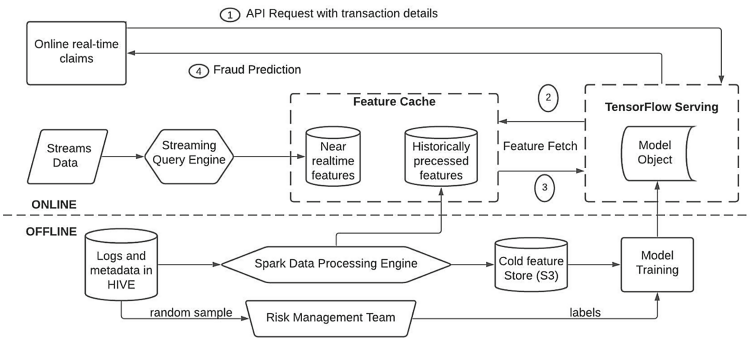 1 API Request with transaction details
Online real-time
claims
4 Fraud Prediction
Feature Cache
2
TensorFlow Serving
Streams
Data
Streaming
Query Engine
Near
realtime
features
Historically
precessed
features
Feature Fetch
Model
Object
3
ONLINE
OFFLINE
Logs and
metadata in
HIVE
Spark Data Processing Engine
Cold feature
Store (S3)
Model
Training
random sample
Risk Management Team
labels